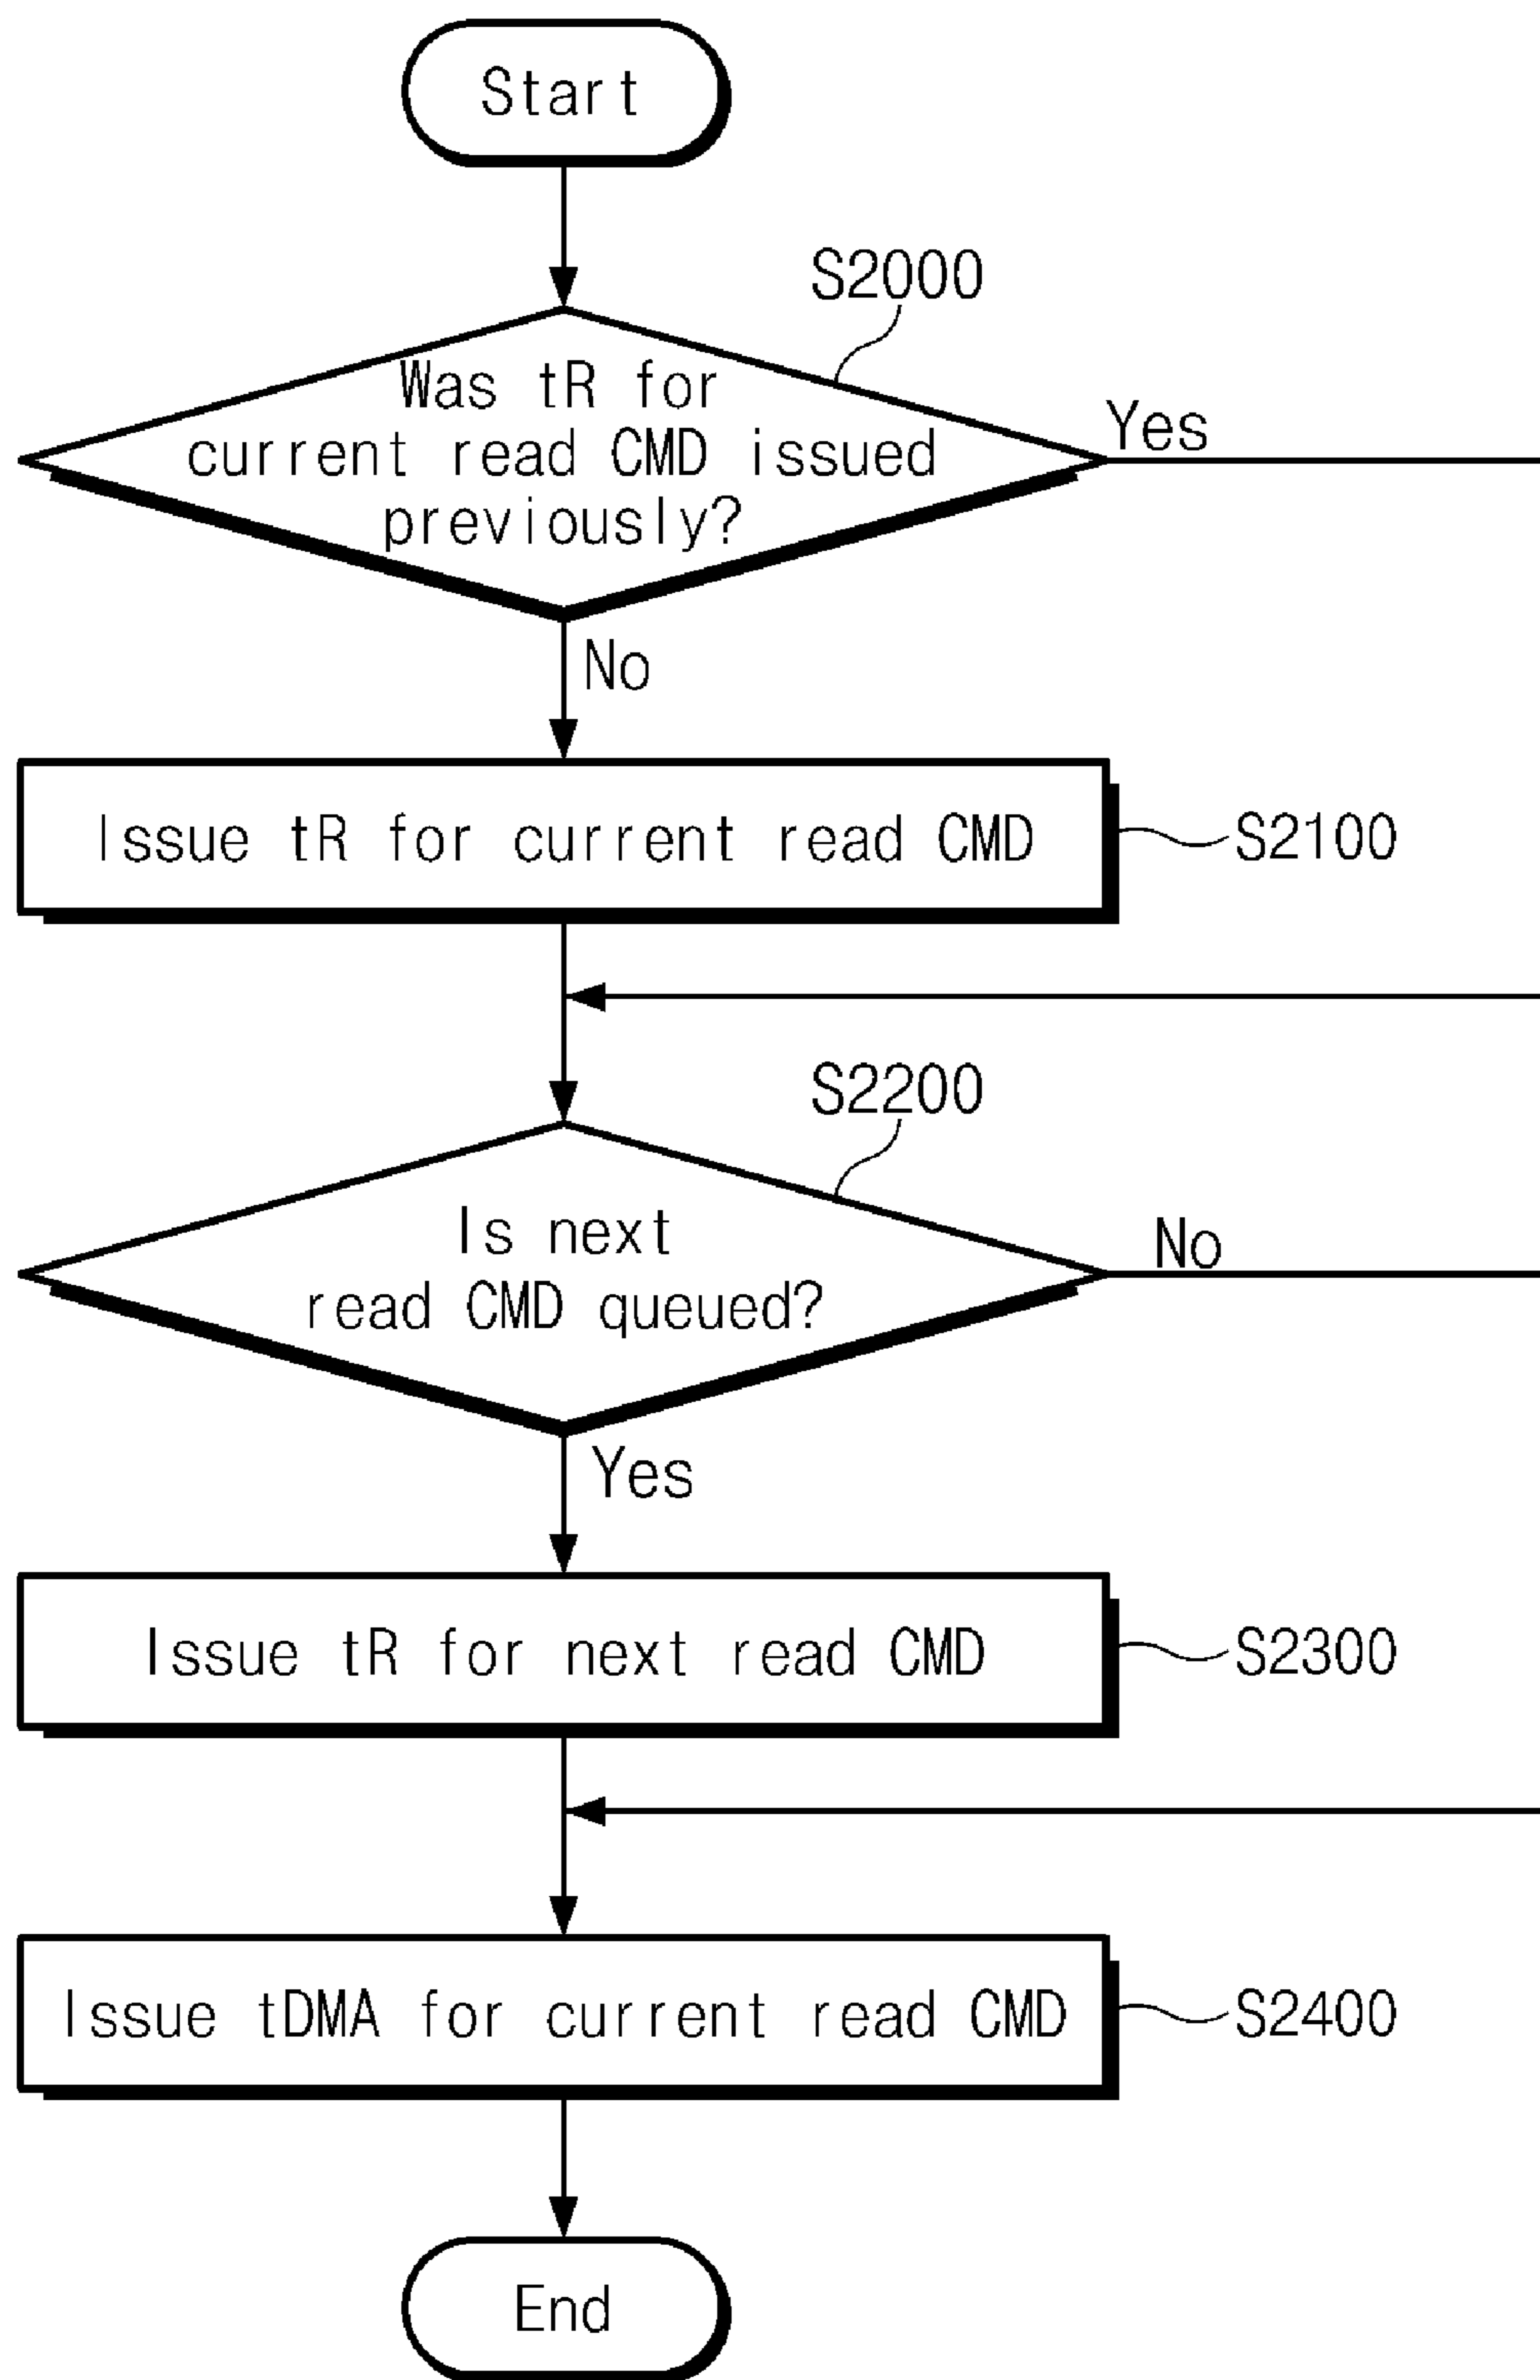 Start
S2000
Was tR for
current read CMD issued
previously?
Yes
No
Issue tR for current read CMD
S2100
S2200
Is next
read CMD queued?
No
Yes
Issue tR for next read CMD
S2300
Issue tDMA for current read CMD
S2400
End